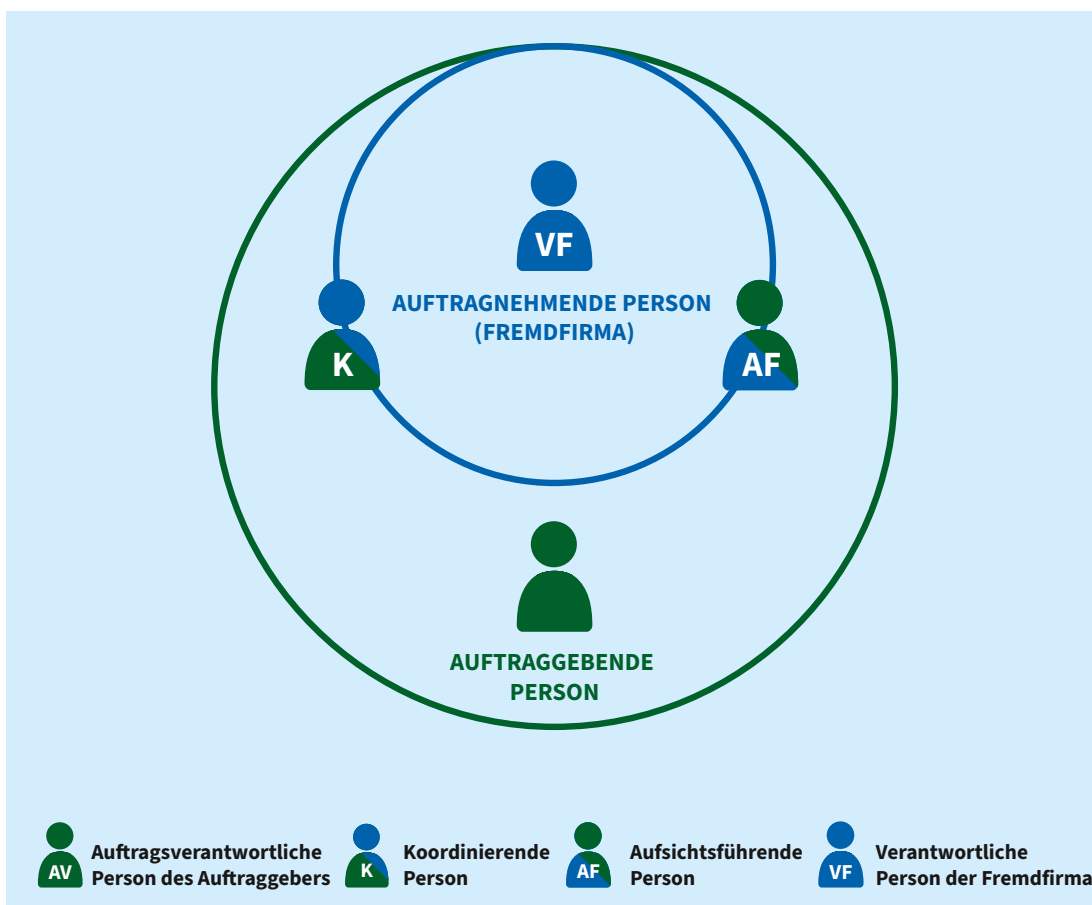 VF
AUFTRAGNEHMENDE PERSON
(FREMDFIRMA)
K
AF
AUFTRAGGEBENDE
PERSON
AV
Auftragsverantwortliche
Person des Auftraggebers
K
Koordinierende
Person
AF
Aufsichtsführende
Person
VF
Verantwortliche
Person der Fremdfirma